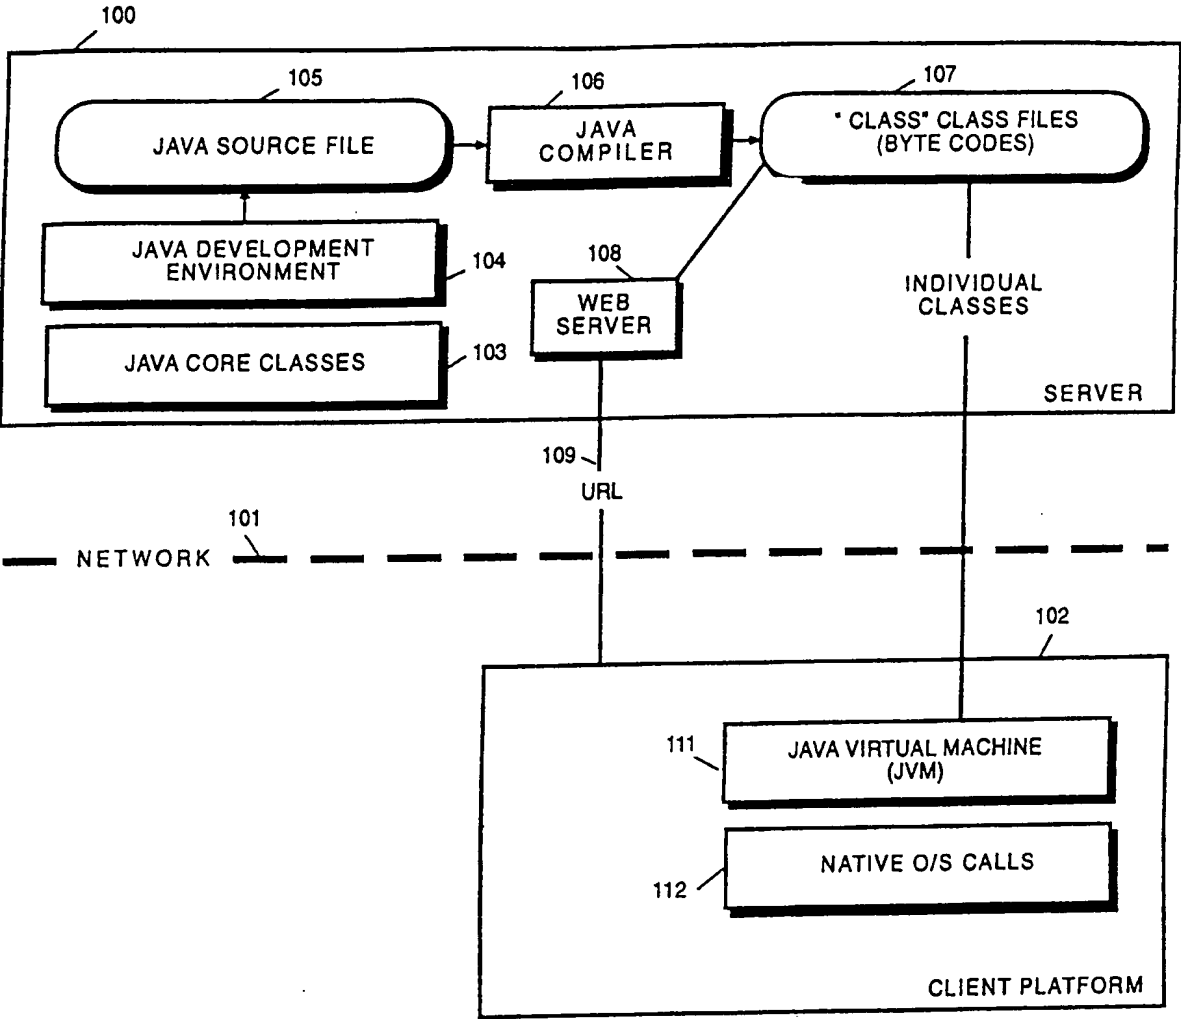 100
105
106
107
JAVA SOURCE FILE
JAVA
COMPILER
"CLASS" CLASS FILES
(BYTE CODES)
JAVA DEVELOPMENT
ENVIRONMENT
104
108
WEB
SERVER
INDIVIDUAL
CLASSES
JAVA CORE CLASSES
103
SERVER
109
URL
101
NETWORK
102
111
JAVA VIRTUAL MACHINE
(JVM)
112
NATIVE O/S CALLS
CLIENT PLATFORM